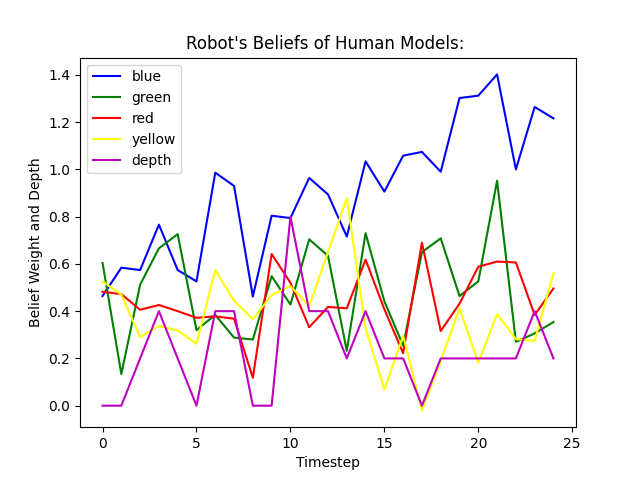 Robot's Beliefs of Human Models:
1.4
1.2
1.0
0.8
0.6
0.4
0.2
0.0
Belief Weight and Depth
blue
green
red
yellow
depth
0 5 10 15 20 25
Timestep